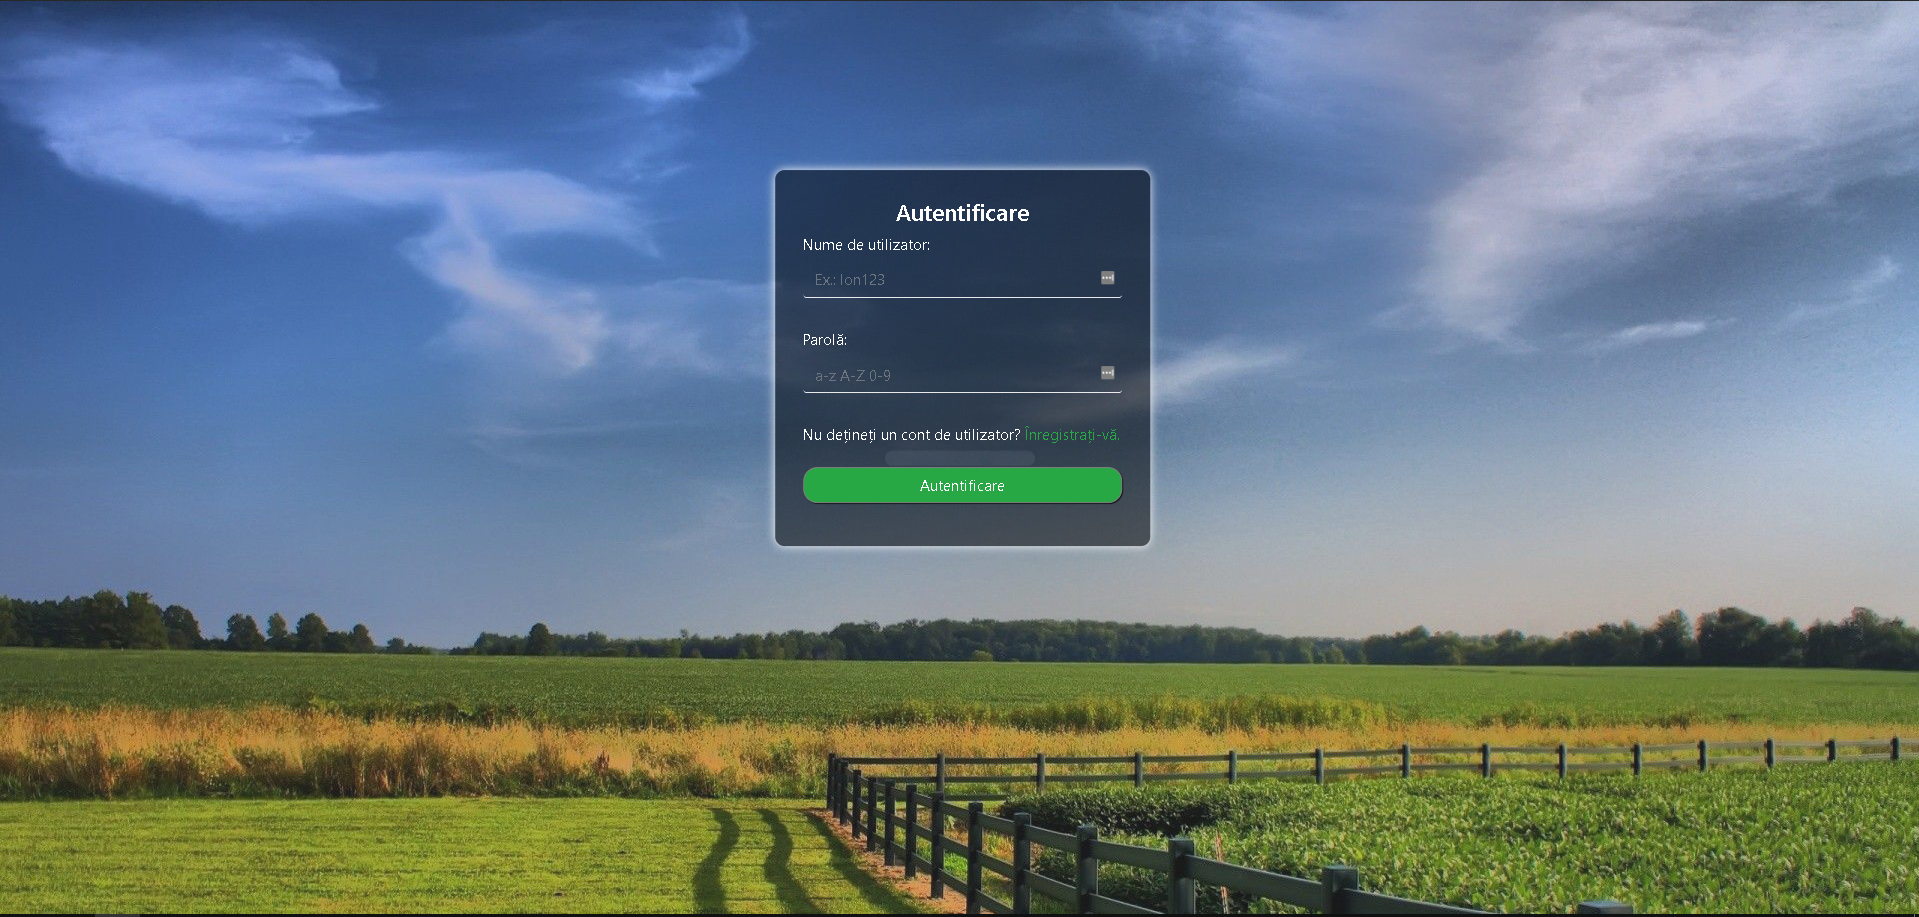 Autentificare
Nume de utilizator:
Ex.: Ion123
Parolă:
a-z A-Z 0-9
Nu dețineți un cont de utilizator? Înregistrați-vă.
Autentificare